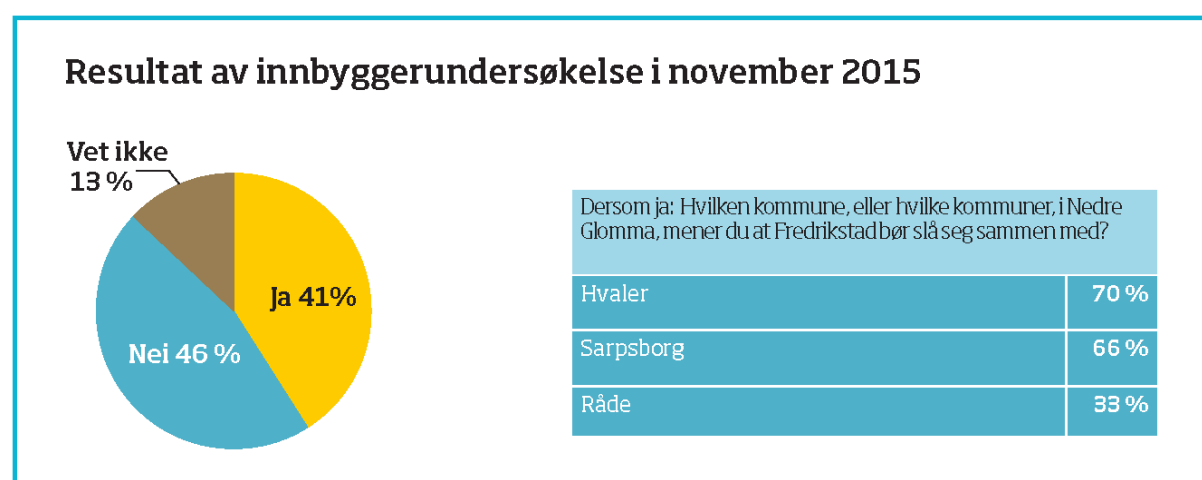 Resultat av innbyggerundersøkelse i november 2015
Vet ikke
13 %
Ja 41%
Nei 46 %
Dersom ja: Hvilken kommune, eller hvilke kommuner, i Nedre
Glomma, mener du at Fredrikstad bør slå seg sammen med?
Hvaler 70 %
Sarpsborg 66 %
Råde 33 %